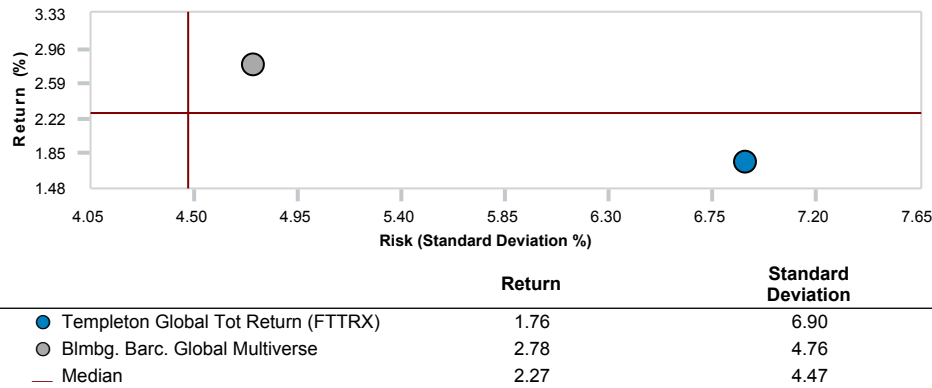 3.33
2.96
2.59
2.22
1.85
1.48
Return (%)
4.05 4.50 4.95 5.40 5.85 6.30 6.75 7.20 7.65
Risk (Standard Deviation %)
Return Standard Deviation
Templeton Global Tot Return (FTTRX) 1.76 6.90
Blmbg. Barc. Global Multiverse 2.78 4.76
Median 2.27 4.47